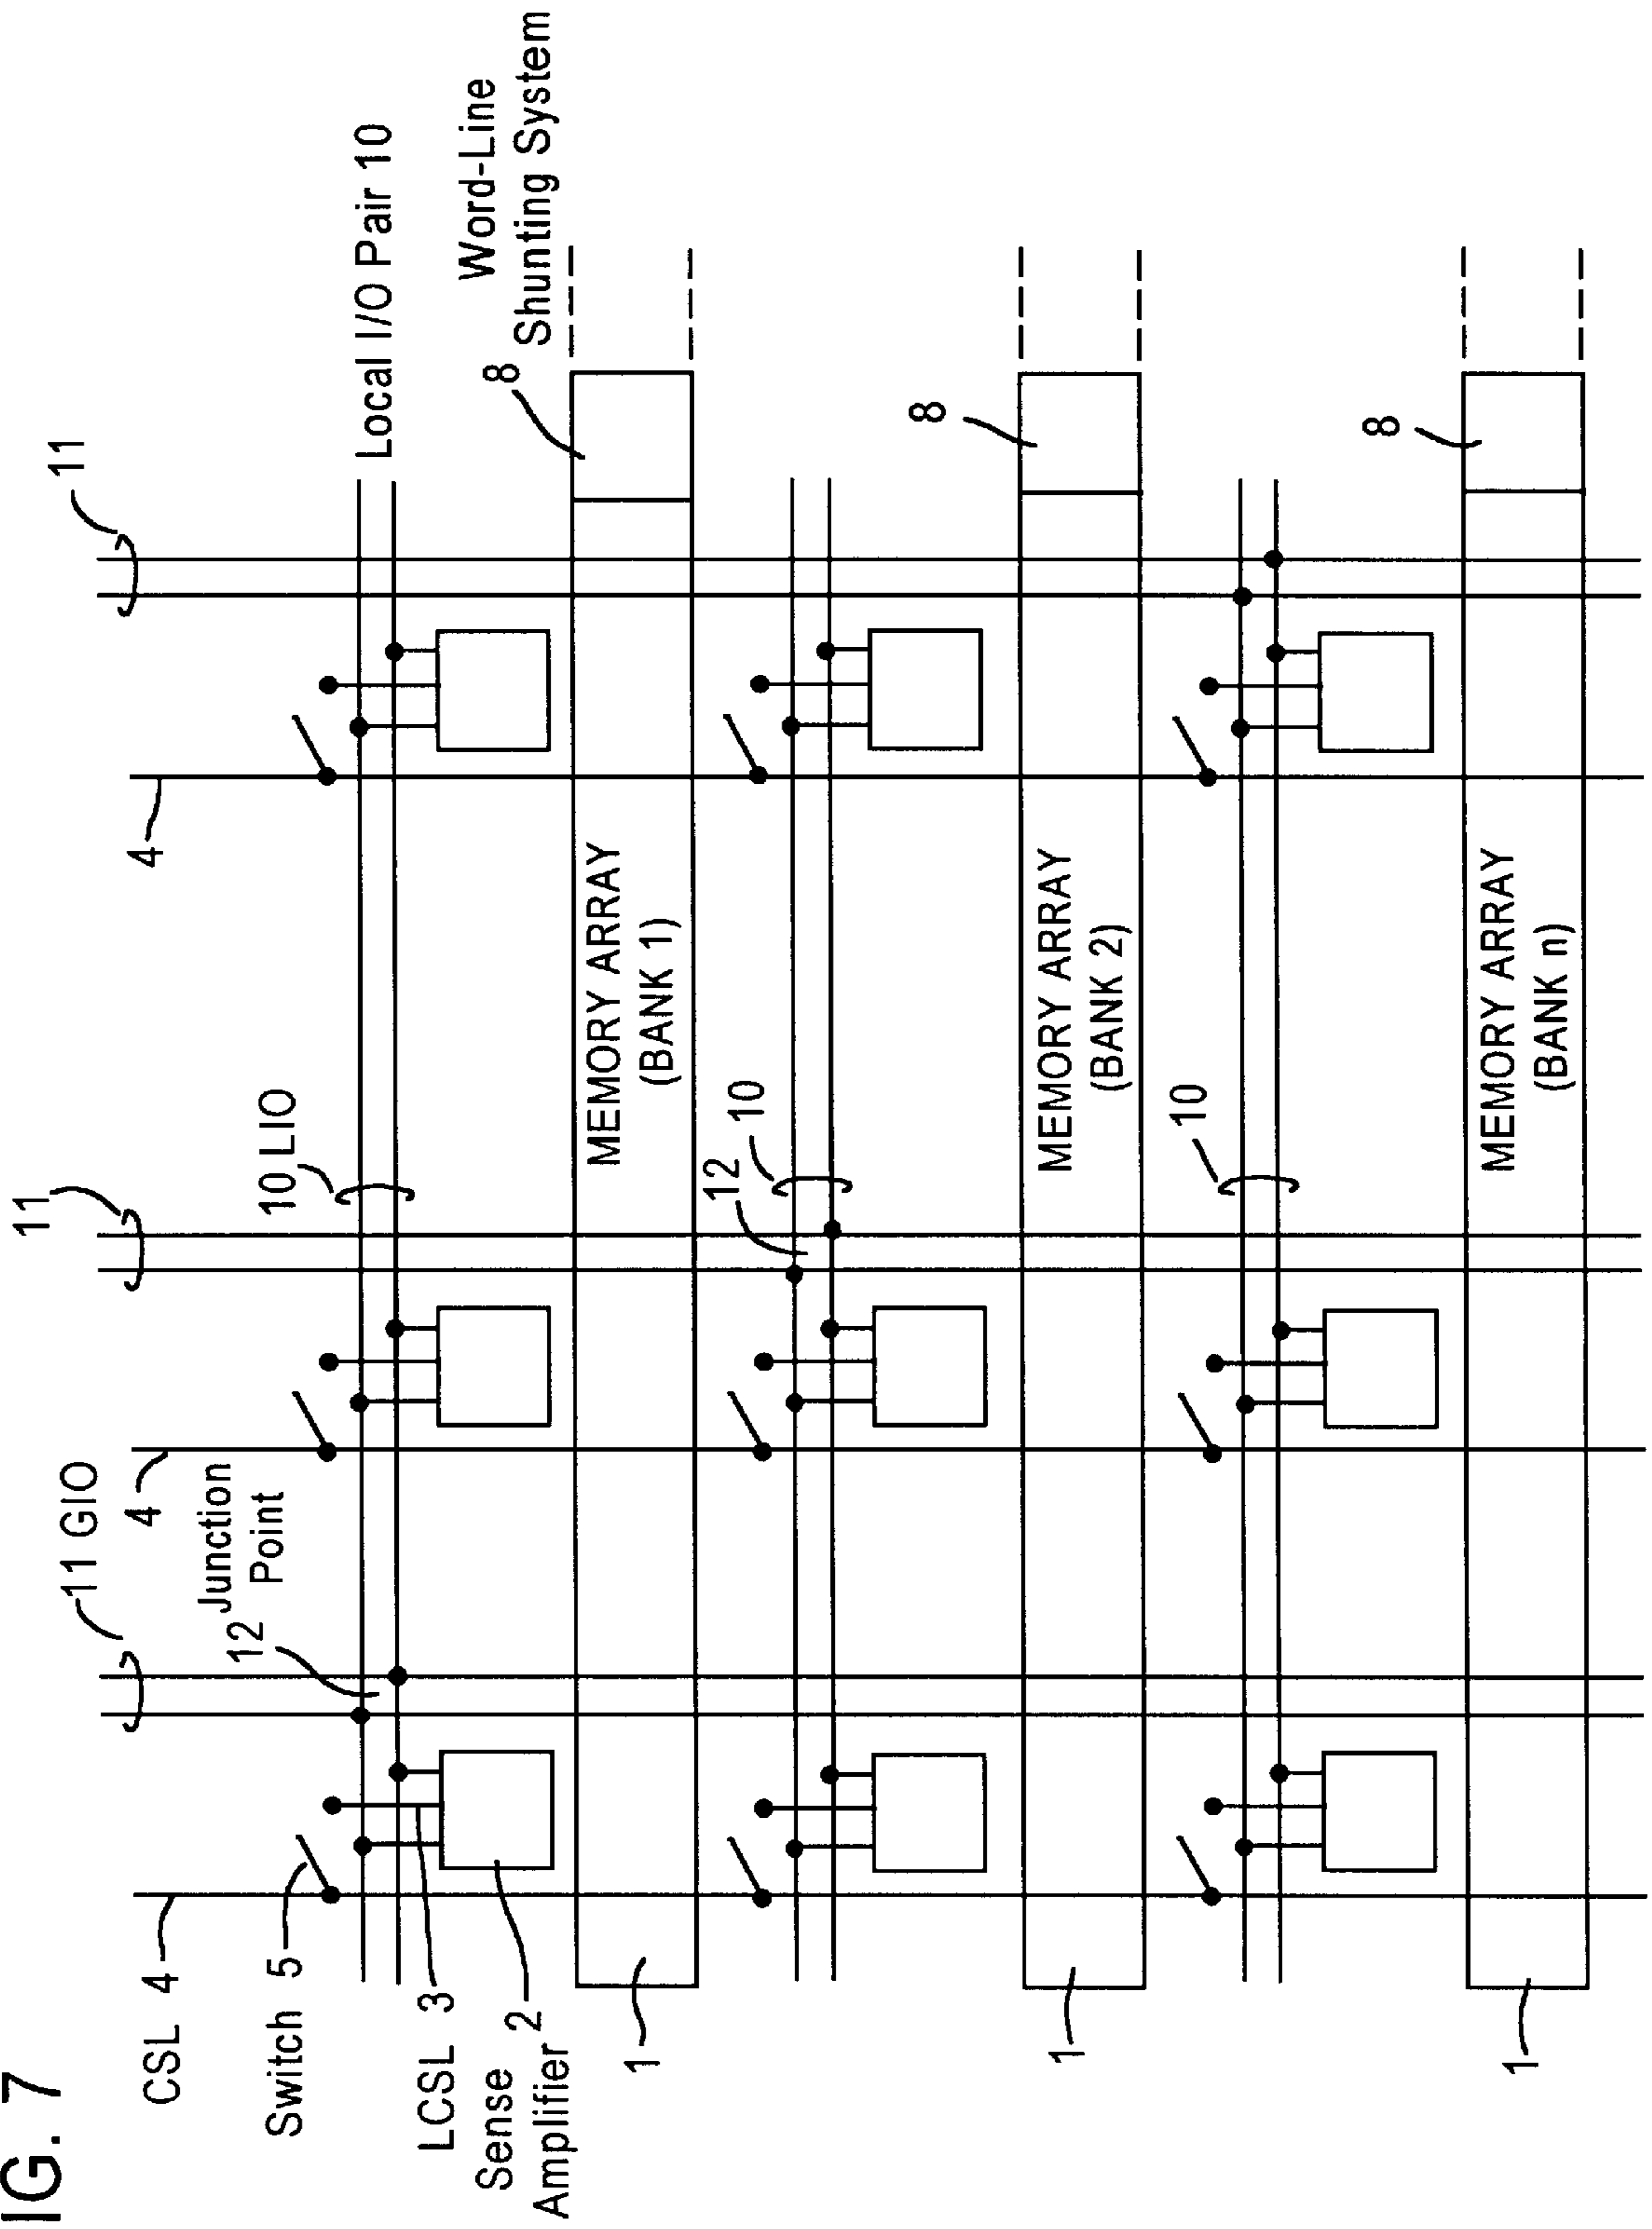 IG. 7
11
11
11 GIO
4
4
CSL 4
Junction
Point
12
Switch 5
10 LIO
Local I/O Pair 10
LCSL 3
Sense
Amplifier 2
Word-Line
Shunting System
8
MEMORY ARRAY
(BANK 1)
1
12
10
8
MEMORY ARRAY
(BANK 2)
1
10
8
MEMORY ARRAY
(BANK n)
1